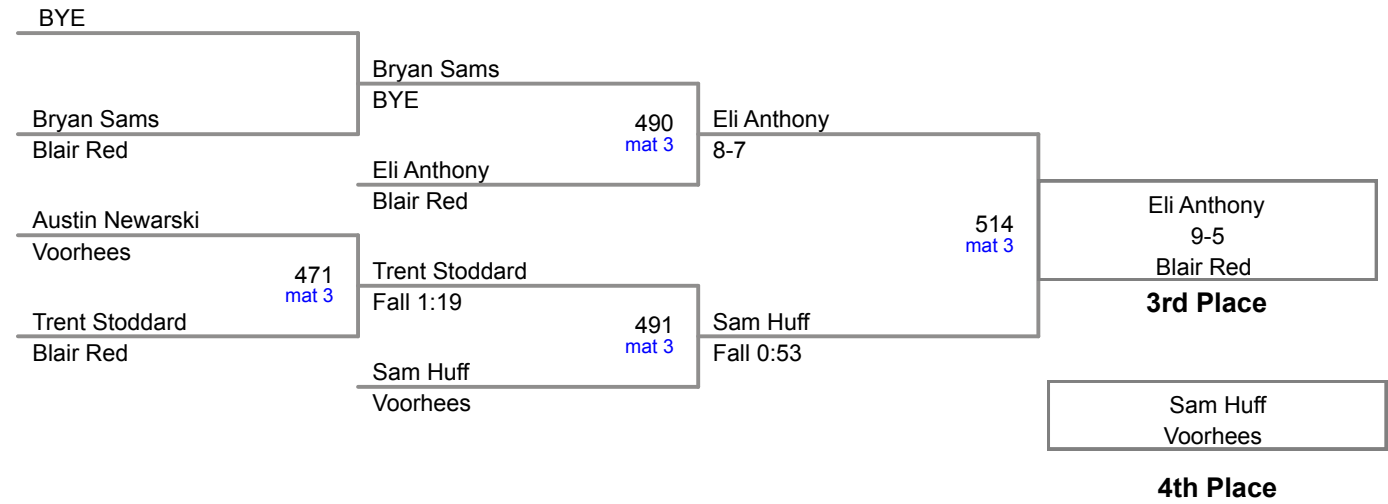 BYE
Bryan Sams
Blair Red
Austin Newarski
Voorhees
471
mat 3
Trent Stoddard
Blair Red
Bryan Sams
BYE
490
mat 3
Eli Anthony
Blair Red
Trent Stoddard
Fall 1:19
491
mat 3
Sam Huff
Voorhees
Eli Anthony
8-7
514
mat 3
Sam Huff
Fall 0:53
Eli Anthony
9-5
Blair Red
3rd Place
Sam Huff
Voorhees
4th Place